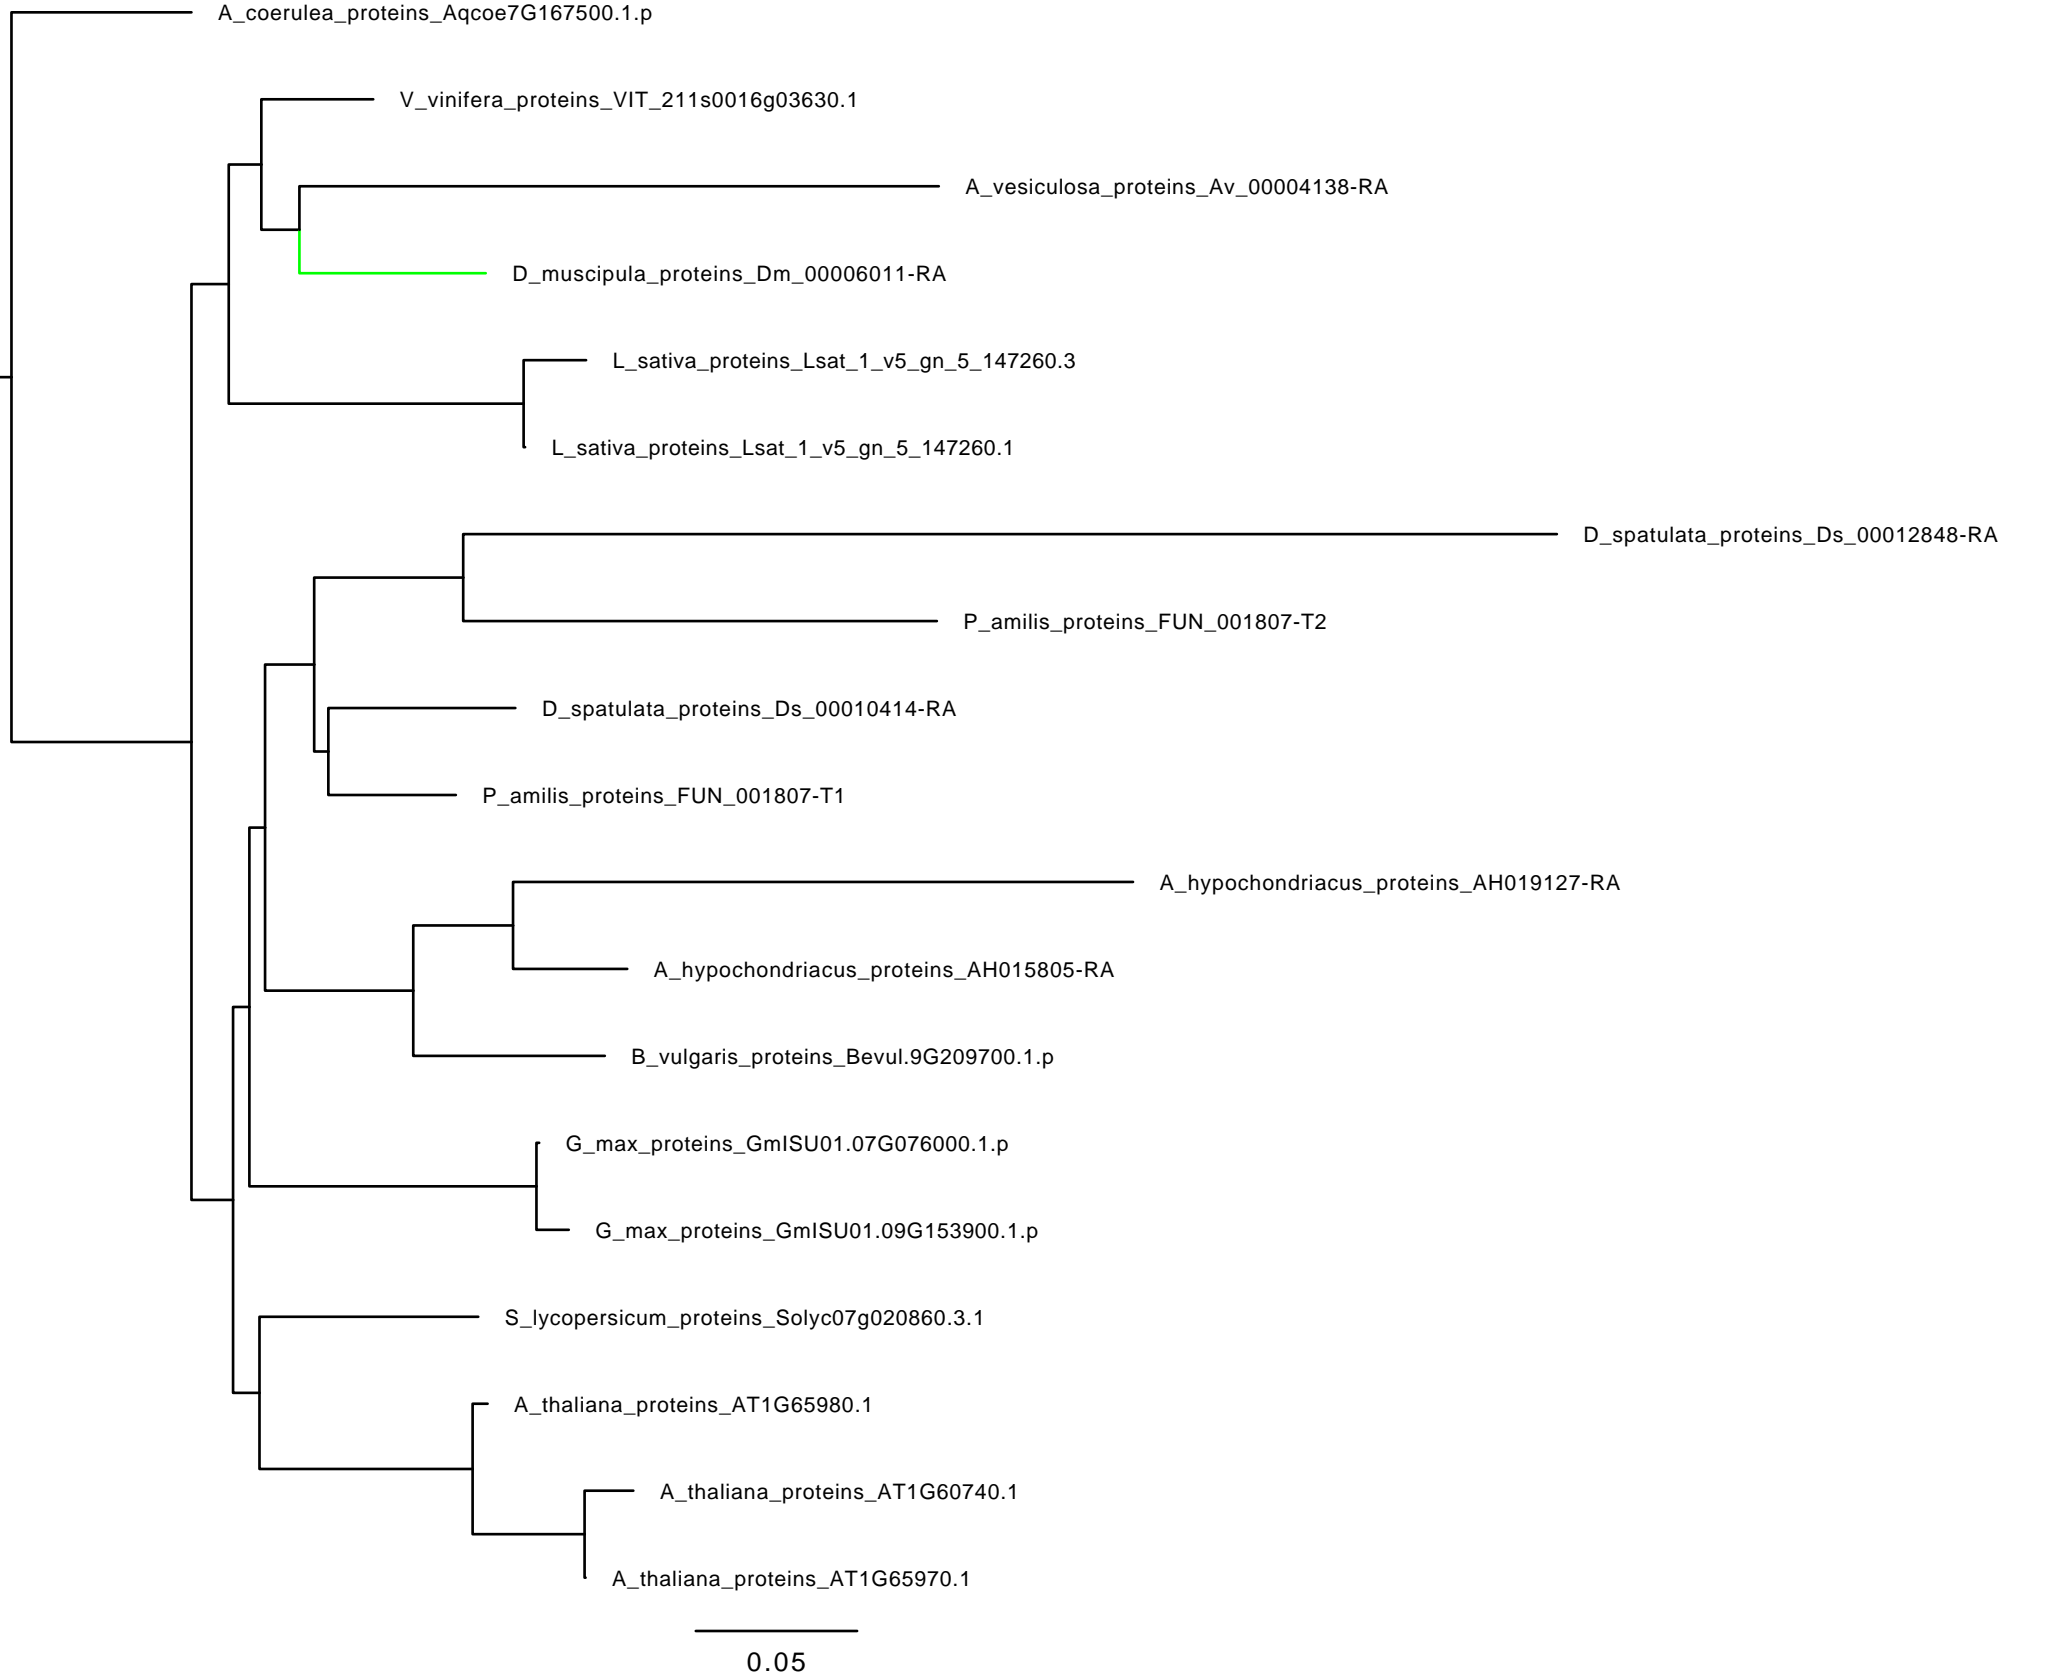 A_coerulea_proteins_Aqcoe7G167500.1.p
V_vinifera_proteins_VIT_211s0016g03630.1
A_vesiculosa_proteins_Av_00004138-RA
D_muscipula_proteins_Dm_00006011-RA
L_sativa_proteins_Lsat_1_v5_gn_5_147260.3
L_sativa_proteins_Lsat_1_v5_gn_5_147260.1
D_spatulata_proteins_Ds_00012848-RA
P_amilis_proteins_FUN_001807-T2
D_spatulata_proteins_Ds_00010414-RA
P_amilis_proteins_FUN_001807-T1
A_hypochondriacus_proteins_AH019127-RA
A_hypochondriacus_proteins_AH015805-RA
B_vulgaris_proteins_Bevul.9G209700.1.p
G_max_proteins_GmISU01.07G076000.1.p
G_max_proteins_GmISU01.09G153900.1.p
S_lycopersicum_proteins_Solyc07g020860.3.1
A_thaliana_proteins_AT1G65980.1
A_thaliana_proteins_AT1G60740.1
A_thaliana_proteins_AT1G65970.1
0.05